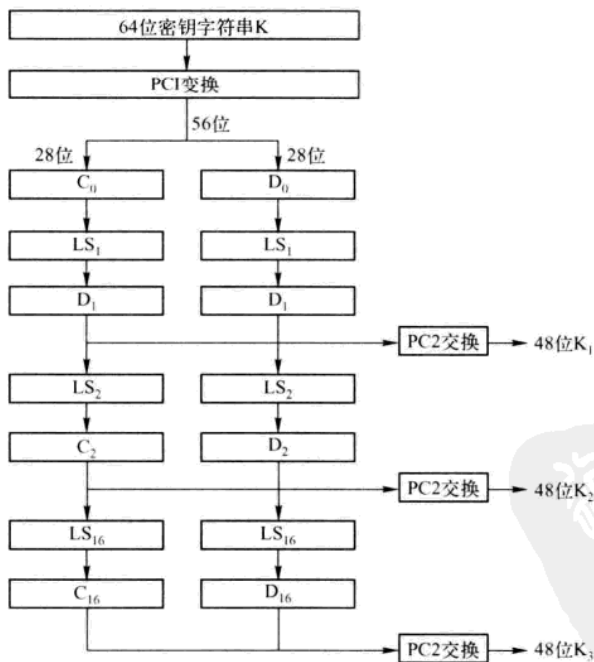 64位密钥字符串K
PC1变换
56位
28位 28位
C₀ D₀
LS₁ LS₁
D₁ D₁
PC2交换 48位K₁
LS₂ LS₂
C₂ D₂
PC2交换 48位K₂
LS₁₆ LS₁₆
C₁₆ D₁₆
PC2交换 48位K₃